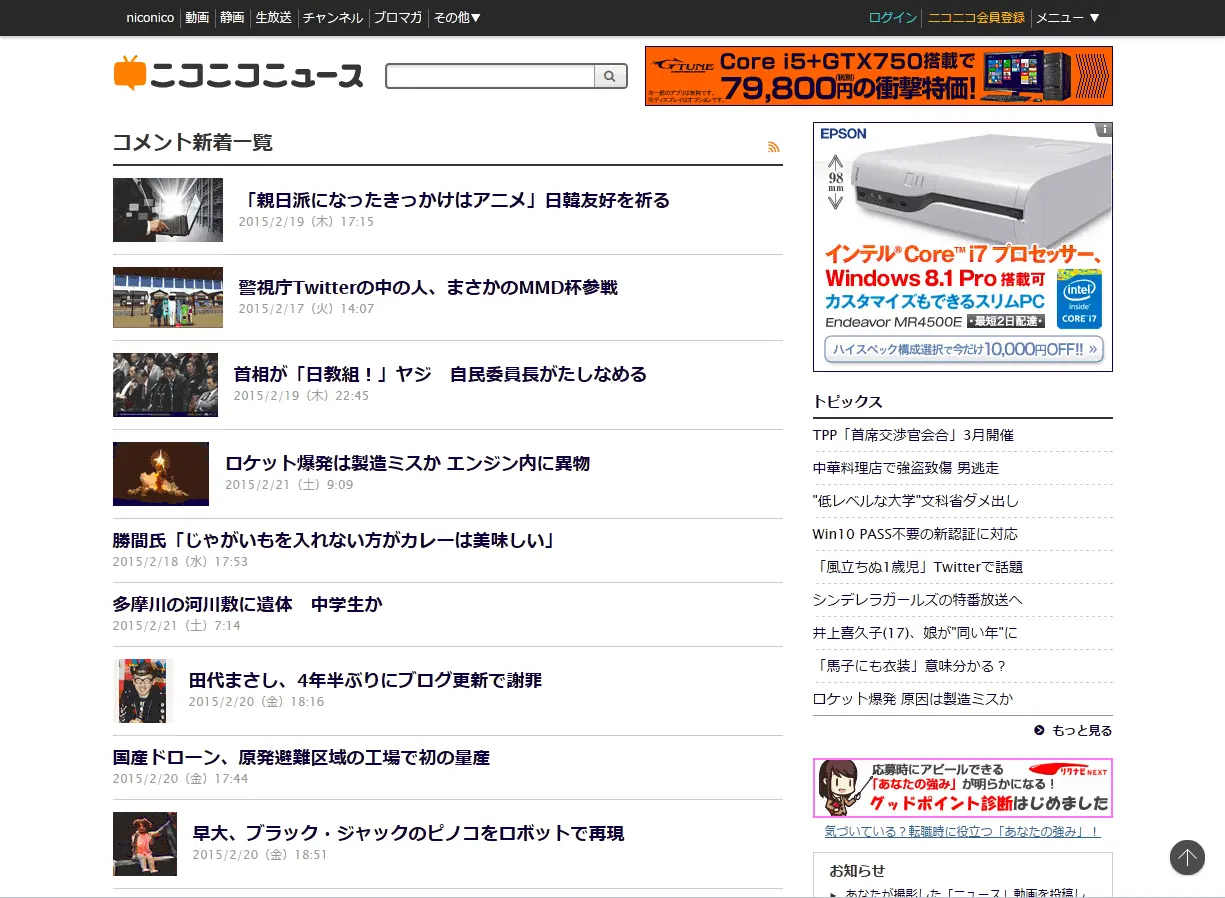 niconico 動画 静画 生放送 チャンネル ブロマガ その他▼
ログイン ニコニコ会員登録 メニュー ▼
ニコニコニュース
G-TUNE Core i5+GTX750搭載で
79,800円(税別)の衝撃特価!
※一部のアプリは有料です。
※ディスプレイはオプションです。
コメント新着一覧
「親日派になったきっかけはアニメ」日韓友好を祈る
2015/2/19（木）17:15
警視庁Twitterの中の人、まさかのMMD杯参戦
2015/2/17（火）14:07
首相が「日教組！」ヤジ　自民委員長がたしなめる
2015/2/19（木）22:45
ロケット爆発は製造ミスか エンジン内に異物
2015/2/21（土）9:09
勝間氏「じゃがいもを入れない方がカレーは美味しい」
2015/2/18（水）17:53
多摩川の河川敷に遺体　中学生か
2015/2/21（土）7:14
田代まさし、4年半ぶりにブログ更新で謝罪
2015/2/20（金）18:16
国産ドローン、原発避難区域の工場で初の量産
2015/2/20（金）17:44
早大、ブラック・ジャックのピノコをロボットで再現
2015/2/20（金）18:51
EPSON
98
mm
インテル®Core™ i7 プロセッサー、
Windows 8.1 Pro 搭載可
カスタマイズもできるスリムPC
Endeavor MR4500E ・最短2日配達・
intel inside CORE i7
ハイスペック構成選択で今だけ10,000円OFF!! »
トピックス
TPP「首席交渉官会合」3月開催
中華料理店で強盗致傷 男逃走
"低レベルな大学"文科省ダメ出し
Win10 PASS不要の新認証に対応
「風立ちぬ1歳児」Twitterで話題
シンデレラガールズの特番放送へ
井上喜久子(17)、娘が"同い年"に
「馬子にも衣装」意味分かる？
ロケット爆発 原因は製造ミスか
もっと見る
応募時にアピールできる リクナビNEXT
「あなたの強み」が明らかになる！
グッドポイント診断はじめました
気づいている？転職時に役立つ「あなたの強み」！
お知らせ
あなたが撮影した「ニュース」動画を投稿し